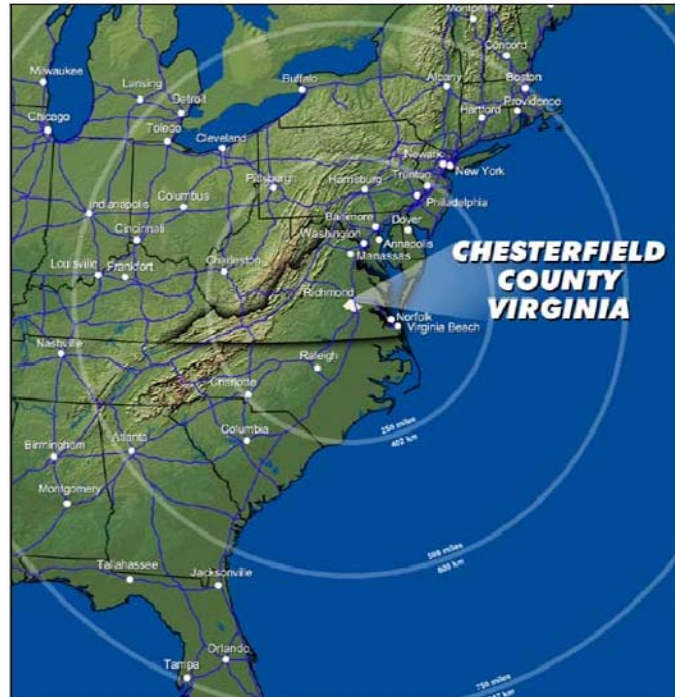 Montpelier
Concord
Milwaukee
Lansing
Buffalo
Albany
Boston
Detroit
Hartford
Providence
Chicago
Toledo
Cleveland
Newark
New York
Pittsburgh
Harrisburg
Trenton
Indianapolis
Columbus
Philadelphia
Baltimore
Dover
Cincinnati
Washington
Annapolis
Manassas
CHESTERFIELD
COUNTY
VIRGINIA
Louisville
Frankfort
Charleston
Richmond
Norfolk
Virginia Beach
Nashville
Raleigh
Charlotte
Columbia
250 miles
402 km
Birmingham
Atlanta
Montgomery
500 miles
Tallahassee
Jacksonville
Orlando
Tampa
750 miles